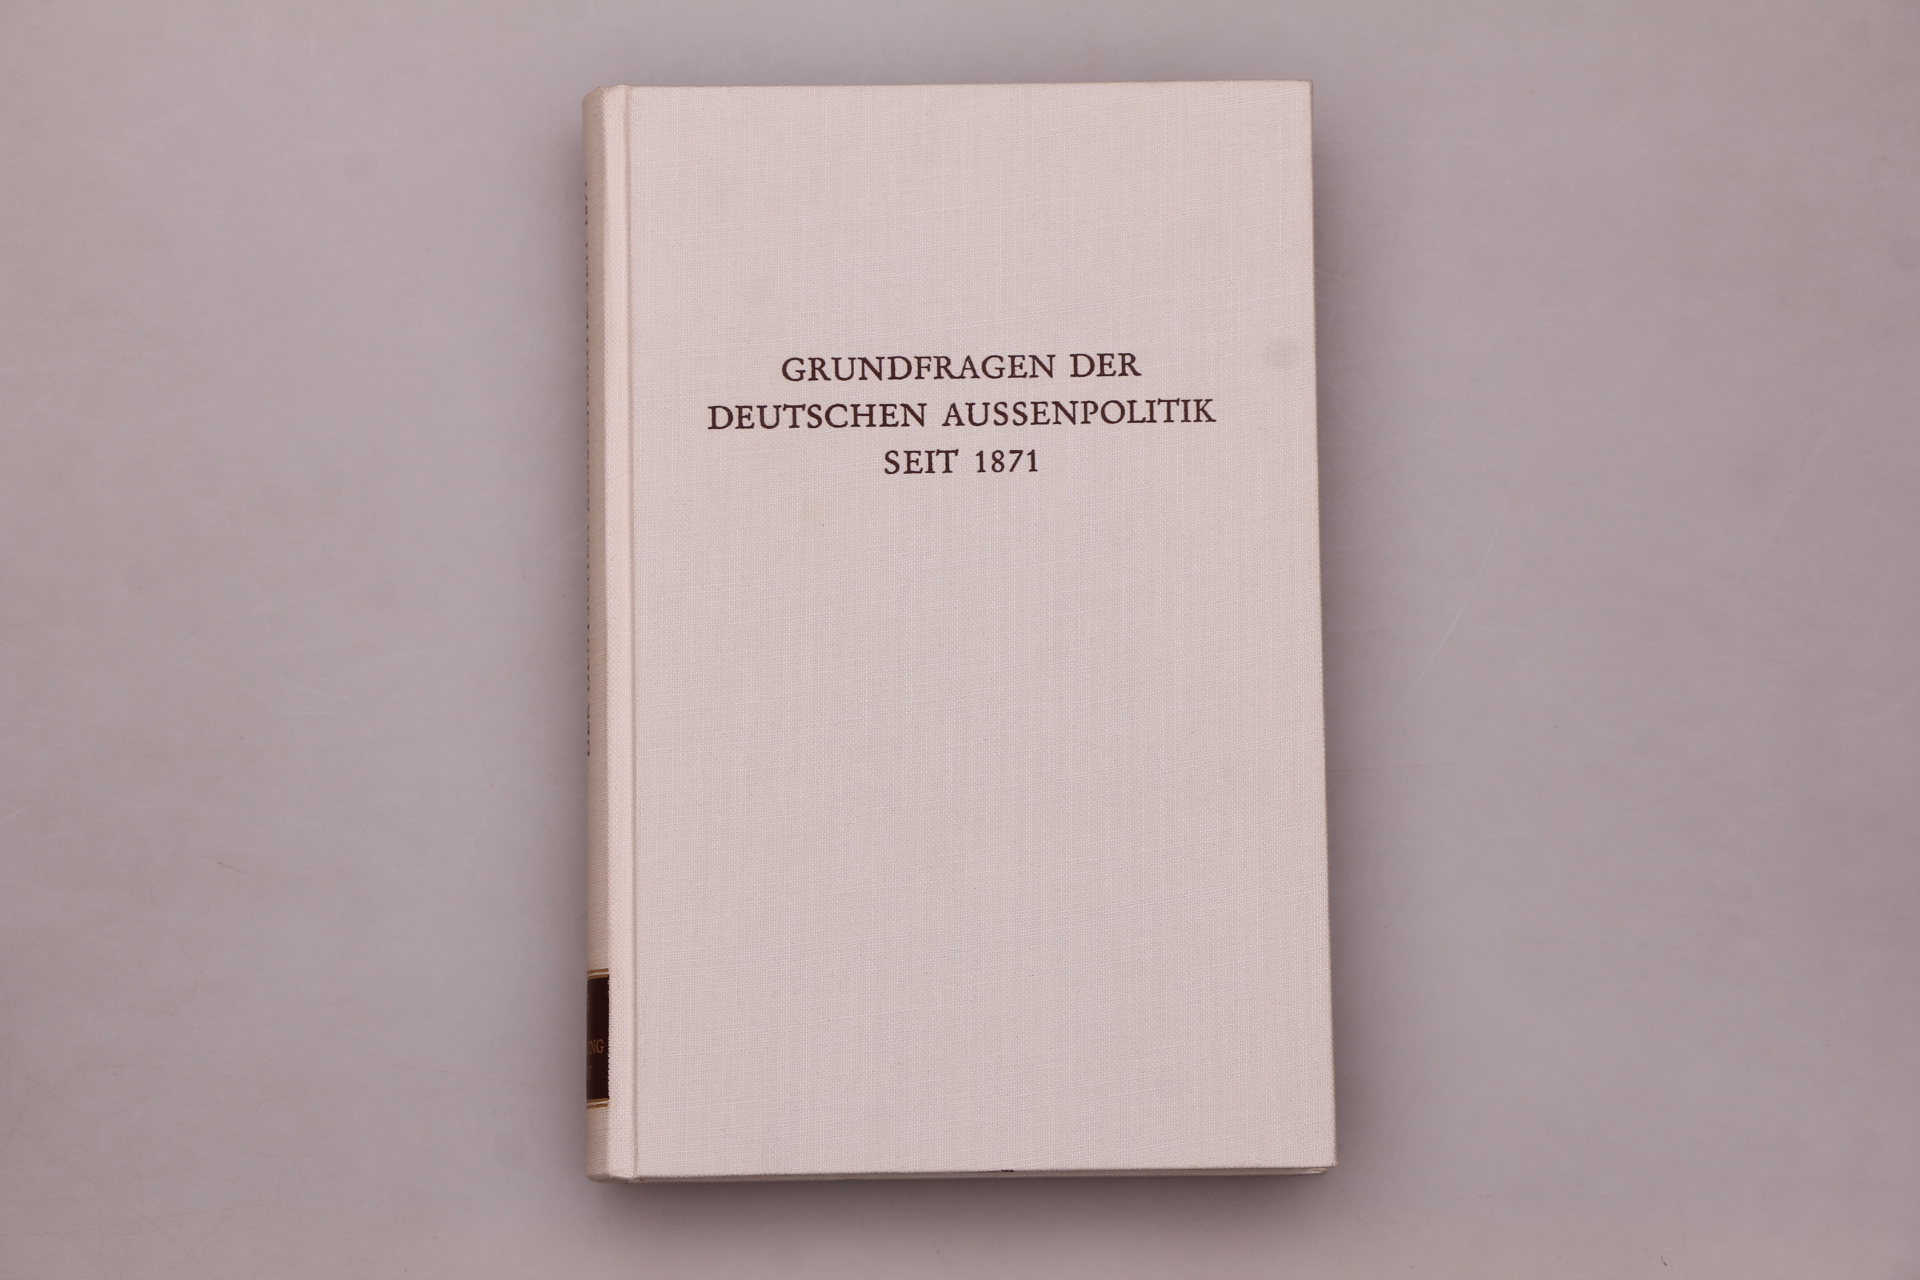 GRUNDFRAGEN DER
DEUTSCHEN AUSSENPOLITIK
SEIT 1871